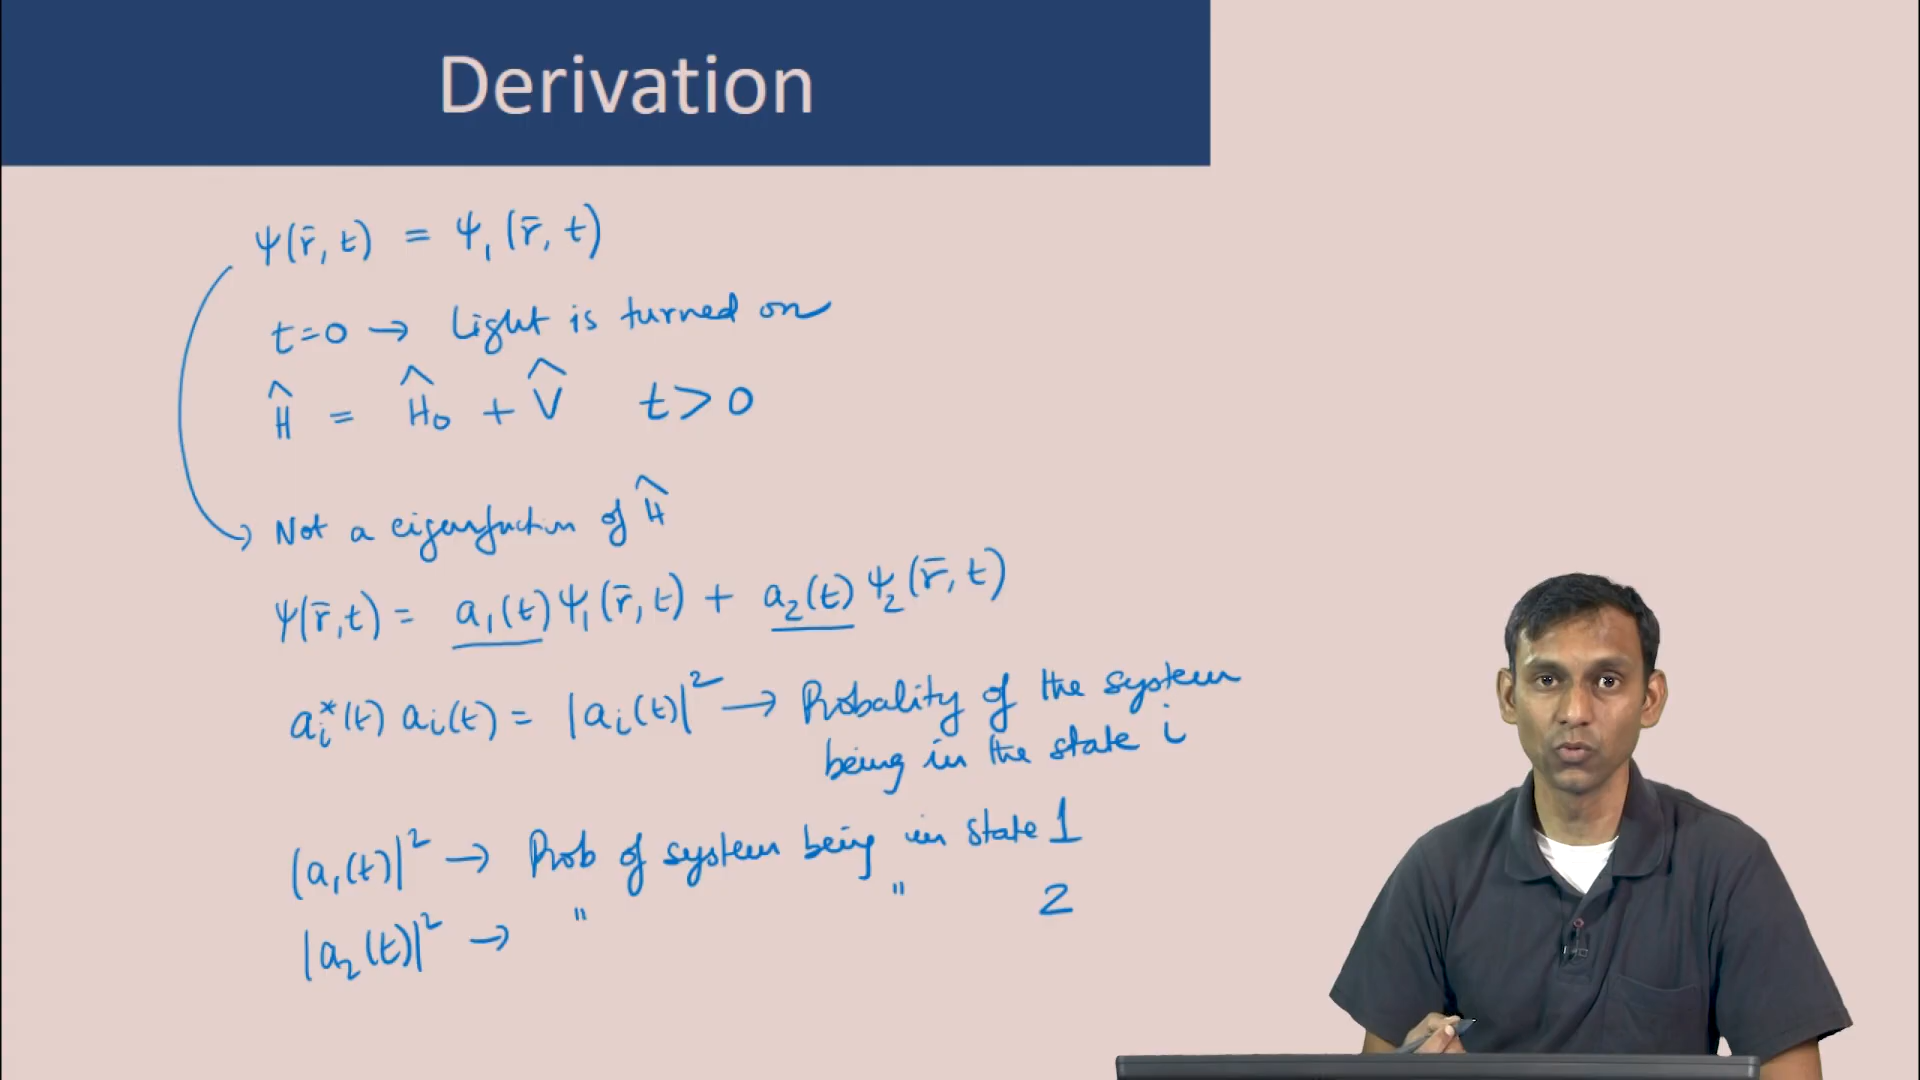 Derivation
Ψ(r̄, t) = Ψ₁(r̄, t)
t=0 → Light is turned on
Ĥ = Ĥ₀ + V̂ t > 0
Not a eigenfuction of Ĥ
Ψ(r̄,t) = a₁(t)Ψ₁(r̄, t) + a₂(t)Ψ₂(r̄, t)
aᵢ*(t) aᵢ(t) = |aᵢ(t)|² → Probality of the system
being in the state i
|a₁(t)|² → Prob of system being in state 1
|a₂(t)|² → " " 2